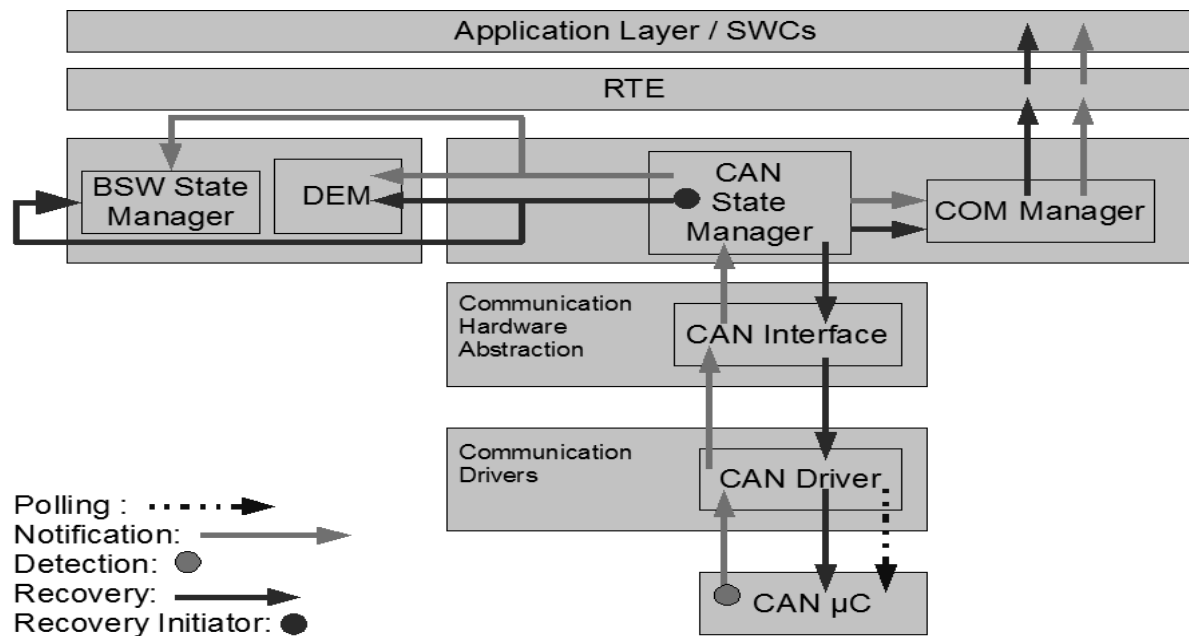 Application Layer / SWCs
RTE
BSW State
Manager
DEM
CAN
State
Manager
COM Manager
Communication
Hardware
Abstraction
CAN Interface
Communication
Drivers
CAN Driver
CAN µC
Polling :
Notification:
Detection:
Recovery:
Recovery Initiator: